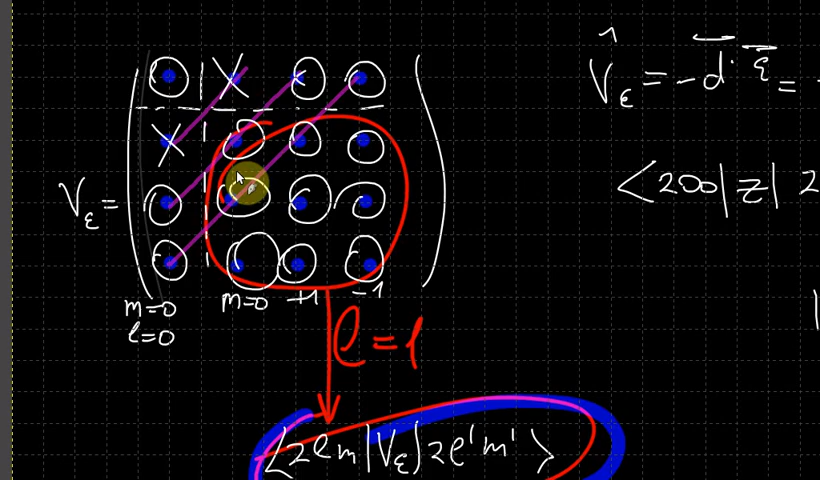 V_ε =
O X O O
X O O O
O O O O
O O O O
m=0 m=0 +1 -1
l=0
l=1
⟨2lm|V_ε|2l'm'⟩
V̂_ε = -d⃗·ε⃗ =
⟨200|z|2